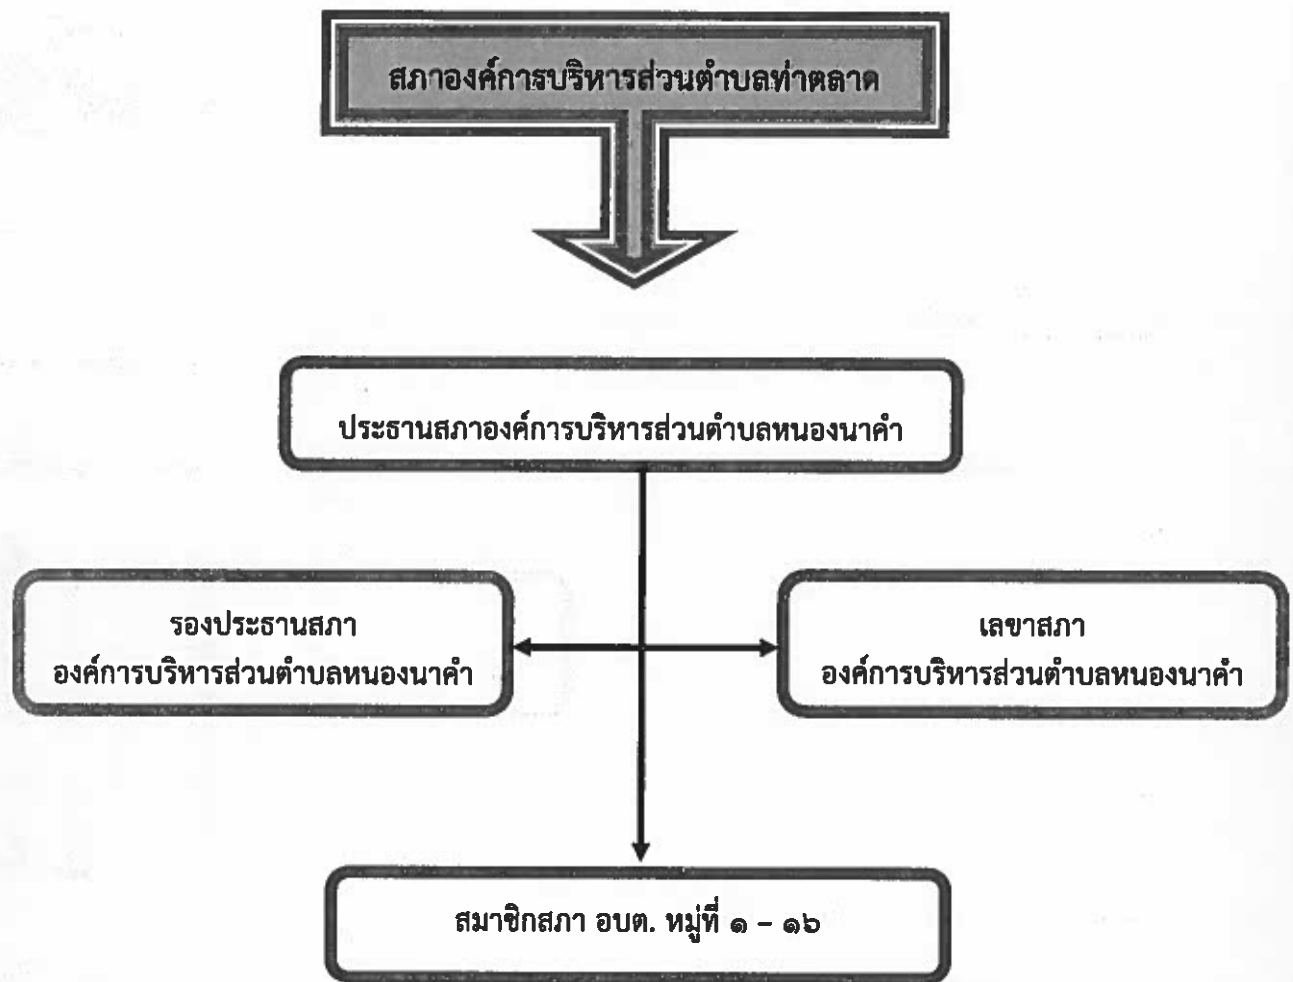 สภาองค์การบริหารส่วนตำบลท่าตลาด
ประธานสภาองค์การบริหารส่วนตำบลหนองนาคำ
รองประธานสภา
องค์การบริหารส่วนตำบลหนองนาคำ
เลขาสภา
องค์การบริหารส่วนตำบลหนองนาคำ
สมาชิกสภา อบต. หมู่ที่ ๑ – ๑๖